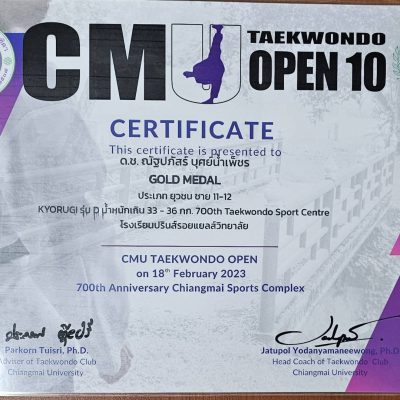 CMU TAEKWONDO
OPEN 10
CERTIFICATE
This certificate is presented to
ด.ช. ณัฐปภัสร์ บุศย์น้ำเพ็ชร
GOLD MEDAL
ประเภท ยุวชน ชาย 11-12
KYORUGI รุ่น D น้ำหนักเกิน 33 - 36 กก. 700th Taekwondo Sport Centre
โรงเรียนปรินส์รอยแยลส์วิทยาลัย
CMU TAEKWONDO OPEN
on 18th February 2023
700th Anniversary Chiangmai Sports Complex
Parkorn Tuisri, Ph.D.
Adviser of Taekwondo Club
Chiangmai University
Jatupol Yodanyamaneewong, Ph.D.
Head Coach of Taekwondo Club
Chiangmai University